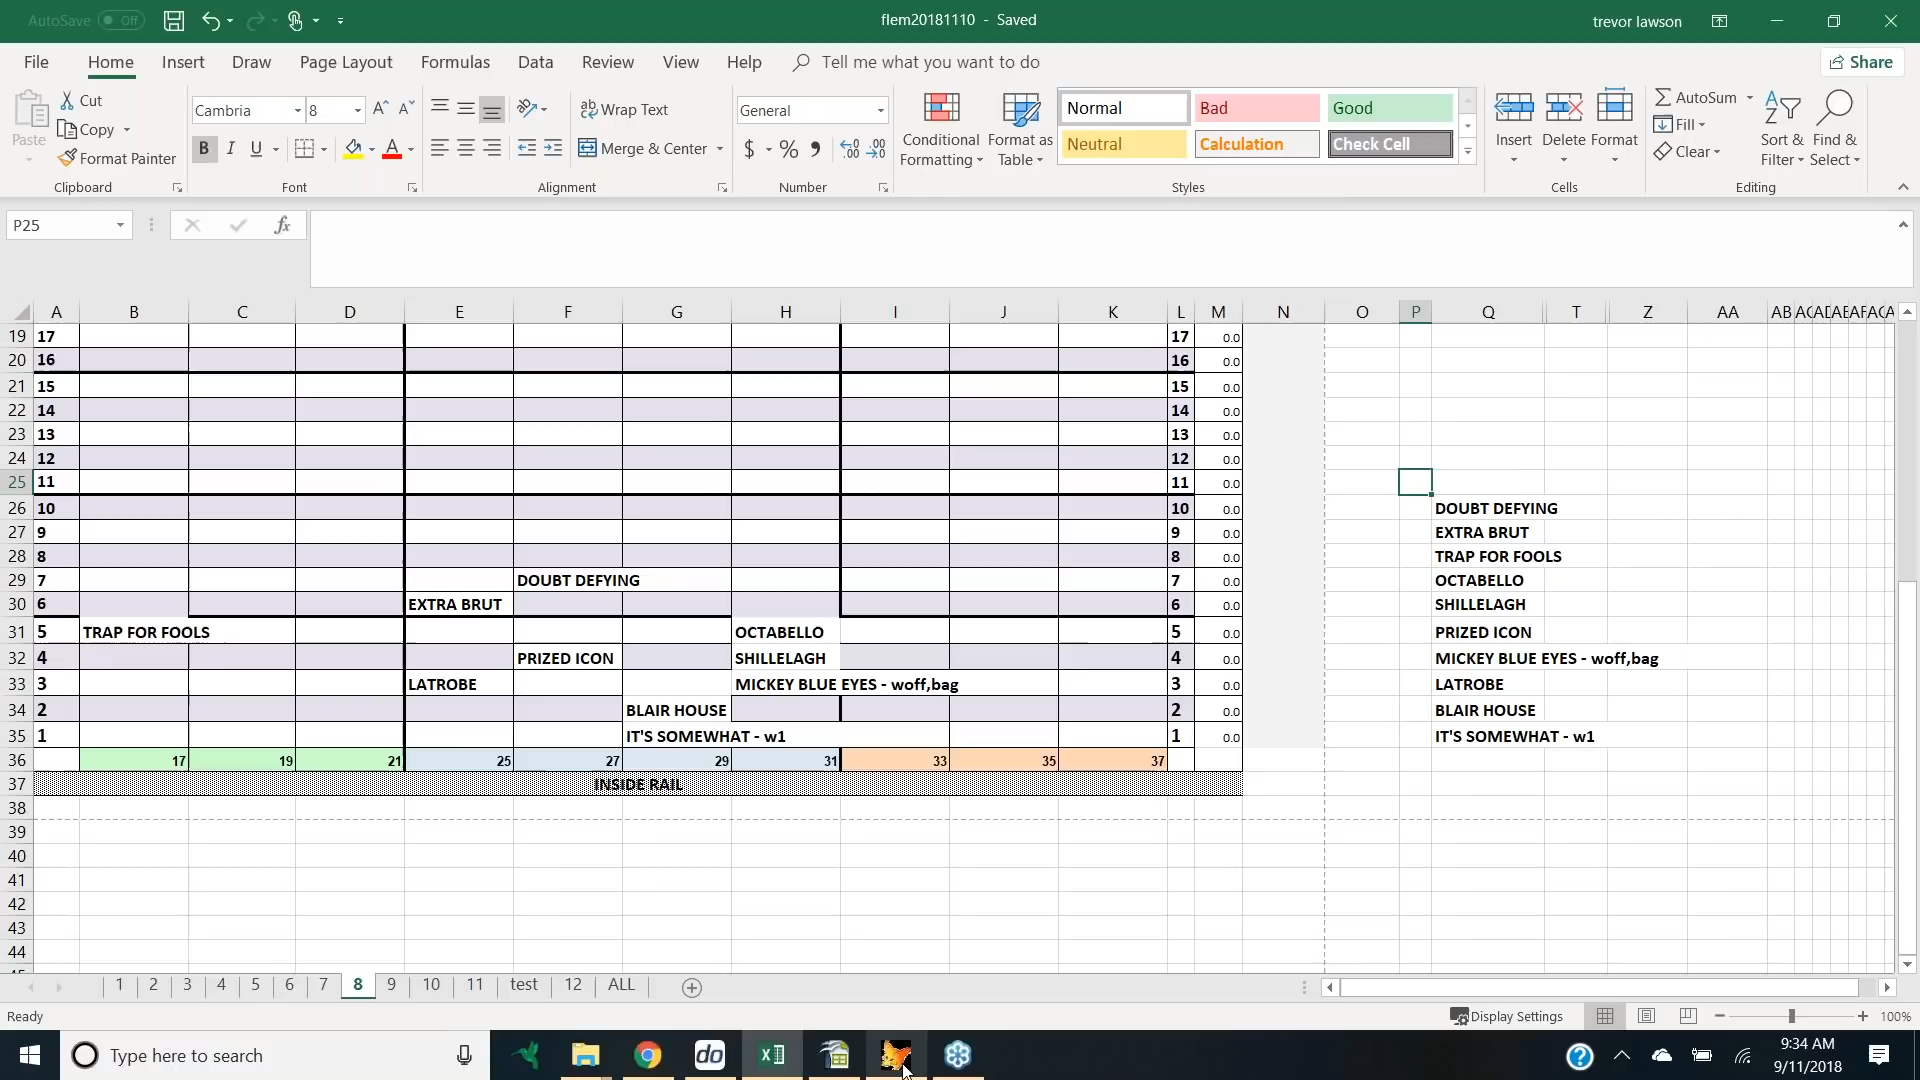 AutoSave Off
flem20181110 - Saved
trevor lawson
File Home Insert Draw Page Layout Formulas Data Review View Help Tell me what you want to do Share
Paste Cut Copy Format Painter
Cambria 8
B I U
Wrap Text
Merge & Center
General
$ %
Conditional Formatting
Format as Table
Normal Bad Good
Neutral Calculation Check Cell
Insert Delete Format
AutoSum
Fill
Clear
Sort & Filter
Find & Select
Clipboard Font Alignment Number Styles Cells Editing
P25 fx
A B C D E F G H I J K L M N O P Q T Z AA AB
19 17 17 0.0
20 16 16 0.0
21 15 15 0.0
22 14 14 0.0
23 13 13 0.0
24 12 12 0.0
25 11 11 0.0
26 10 10 0.0 DOUBT DEFYING
27 9 9 0.0 EXTRA BRUT
28 8 8 0.0 TRAP FOR FOOLS
29 7 DOUBT DEFYING 7 0.0 OCTABELLO
30 6 EXTRA BRUT 6 0.0 SHILLELAGH
31 5 TRAP FOR FOOLS OCTABELLO 5 0.0 PRIZED ICON
32 4 PRIZED ICON SHILLELAGH 4 0.0 MICKEY BLUE EYES - woff,bag
33 3 LATROBE MICKEY BLUE EYES - woff,bag 3 0.0 LATROBE
34 2 BLAIR HOUSE 2 0.0 BLAIR HOUSE
35 1 IT'S SOMEWHAT - w1 1 0.0 IT'S SOMEWHAT - w1
36 17 19 21 25 27 29 31 33 35 37
37 INSIDE RAIL
38
39
40
41
42
43
44
1 2 3 4 5 6 7 8 9 10 11 test 12 ALL
Ready Display Settings 100%
Type here to search
do
9:34 AM
9/11/2018